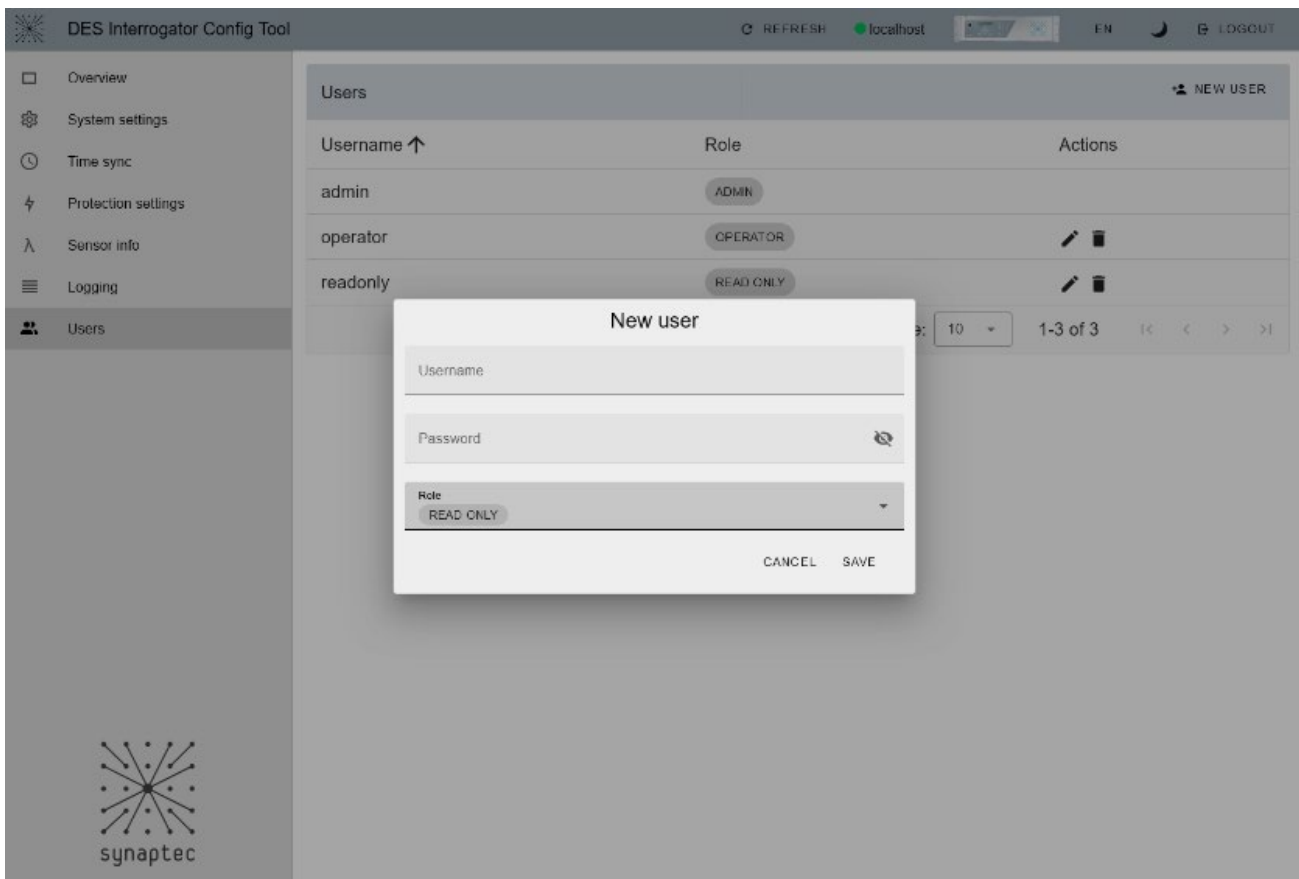 DES Interrogator Config Tool
REFRESH
localhost
EN
LOGOUT
Overview
System settings
Time sync
Protection settings
Sensor info
Logging
Users
Users
NEW USER
Username
Role
Actions
admin
ADMIN
operator
OPERATOR
readonly
READ ONLY
10
1-3 of 3
New user
Username
Password
Role
READ ONLY
CANCEL
SAVE
synaptec